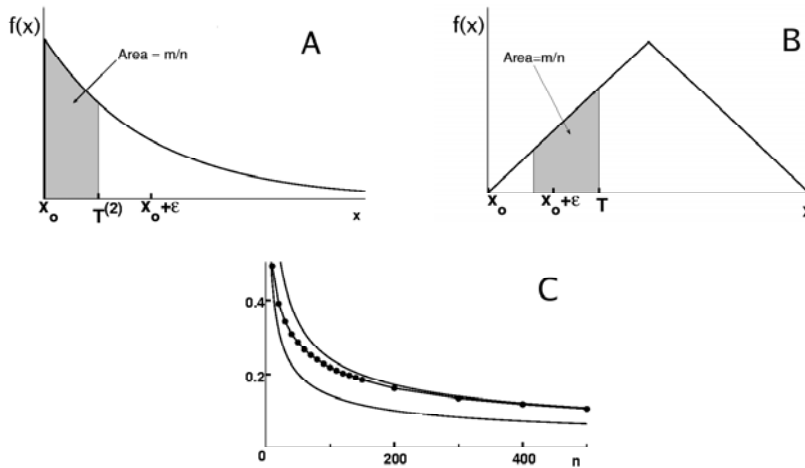 f(x)
A
Area = m/n
X₀
T⁽²⁾
X₀+ε
x
f(x)
B
Area=m/n
X₀
X₀+ε
T
x
C
0.4
0.2
0
200
400
n